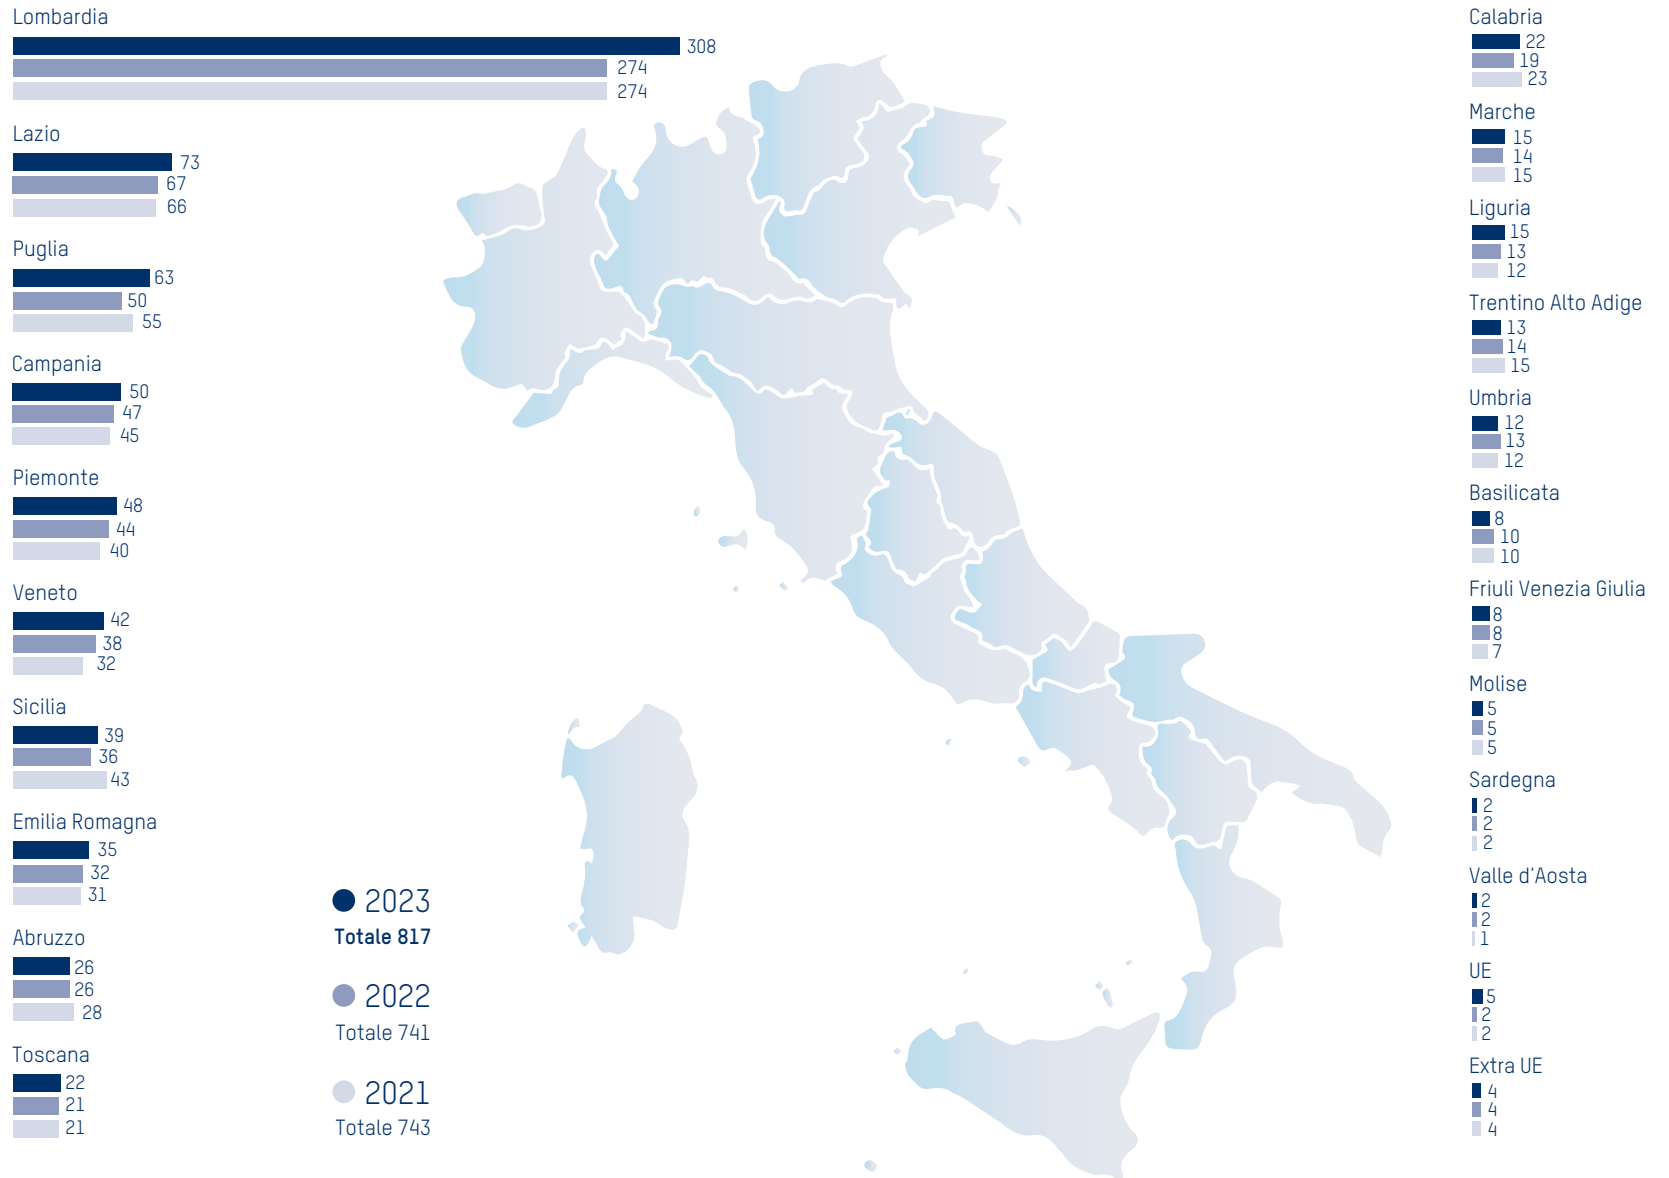 Lombardia
308
274
274
Lazio
73
67
66
Puglia
63
50
55
Campania
50
47
45
Piemonte
48
44
40
Veneto
42
38
32
Sicilia
39
36
43
Emilia Romagna
35
32
31
Abruzzo
26
26
28
Toscana
22
21
21
2023
Totale 817
2022
Totale 741
2021
Totale 743
Calabria
22
19
23
Marche
15
14
15
Liguria
15
13
12
Trentino Alto Adige
13
14
15
Umbria
12
13
12
Basilicata
8
10
10
Friuli Venezia Giulia
8
8
7
Molise
5
5
5
Sardegna
2
2
2
Valle d'Aosta
2
2
1
UE
5
2
2
Extra UE
4
4
4